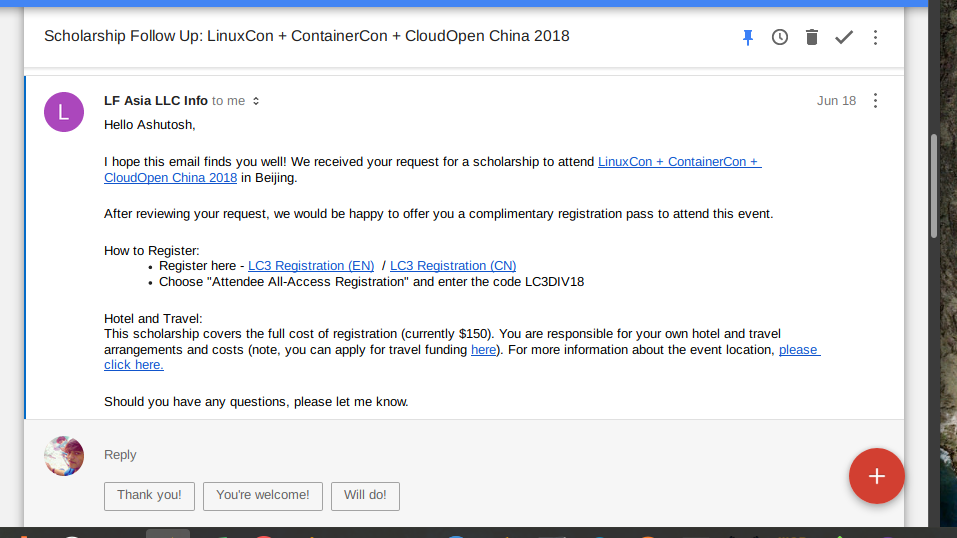 Scholarship Follow Up: LinuxCon + ContainerCon + CloudOpen China 2018
L
LF Asia LLC Info to me
Jun 18
Hello Ashutosh,
I hope this email finds you well! We received your request for a scholarship to attend LinuxCon + ContainerCon +
CloudOpen China 2018 in Beijing.
After reviewing your request, we would be happy to offer you a complimentary registration pass to attend this event.
How to Register:
• Register here - LC3 Registration (EN) / LC3 Registration (CN)
• Choose "Attendee All-Access Registration" and enter the code LC3DIV18
Hotel and Travel:
This scholarship covers the full cost of registration (currently $150). You are responsible for your own hotel and travel
arrangements and costs (note, you can apply for travel funding here). For more information about the event location, please
click here.
Should you have any questions, please let me know.
Reply
Thank you!
You're welcome!
Will do!